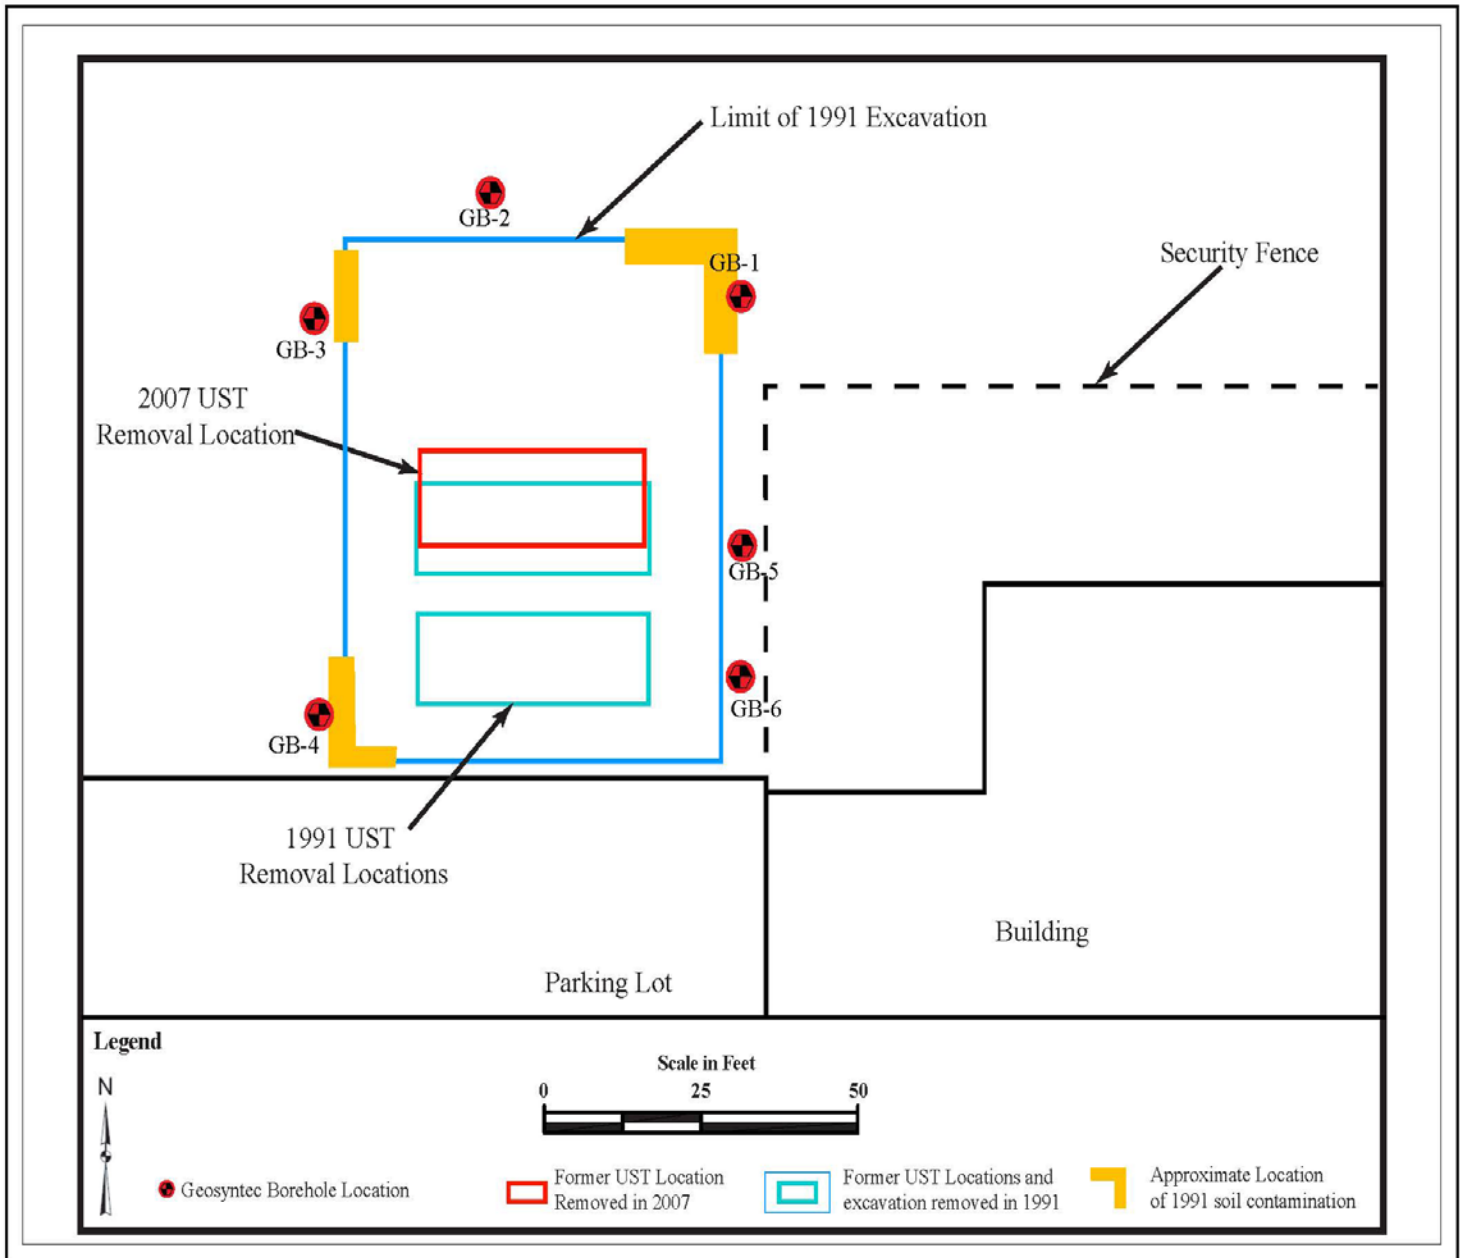 Limit of 1991 Excavation
GB-2
GB-1
Security Fence
GB-3
2007 UST
Removal Location
GB-5
GB-6
GB-4
1991 UST
Removal Locations
Building
Parking Lot
Legend
N
Scale in Feet
0 25 50
Geosyntec Borehole Location
Former UST Location
Removed in 2007
Former UST Locations and
excavation removed in 1991
Approximate Location
of 1991 soil contamination